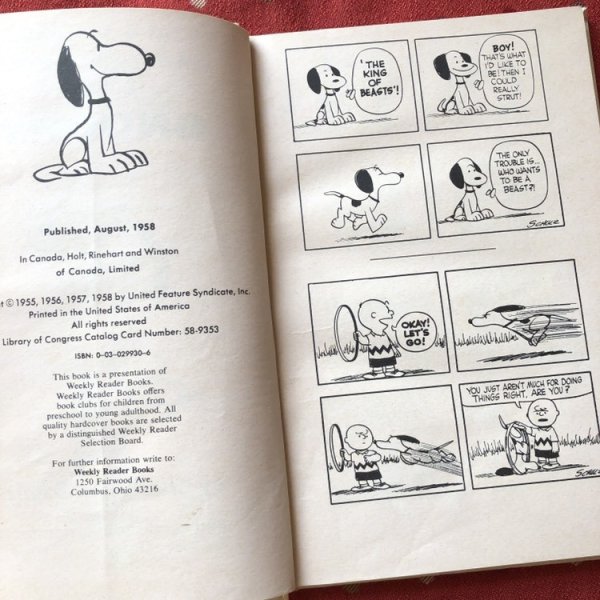 Published, August, 1958
In Canada, Holt, Rinehart and Winston
of Canada, Limited
© 1955, 1956, 1957, 1958 by United Feature Syndicate, Inc.
Printed in the United States of America
All rights reserved
Library of Congress Catalog Card Number: 58-9353
ISBN: 0-03-029930-6
This book is a presentation of
Weekly Reader Books.
Weekly Reader Books offers
book clubs for children from
preschool to young adulthood. All
quality hardcover books are selected
by a distinguished Weekly Reader
Selection Board.
For further information write to:
Weekly Reader Books
1250 Fairwood Ave.
Columbus, Ohio 43216
'THE
KING
OF
BEASTS'!
BOY!
THAT'S WHAT
I'D LIKE TO
BE! THEN I
COULD
REALLY
STRUT!
THE ONLY
TROUBLE IS...
WHO WANTS
TO BE A
BEAST?!
SCHULZ
OKAY!
LET'S
GO!
YOU JUST AREN'T MUCH FOR DOING
THINGS RIGHT, ARE YOU?
SCHULZ